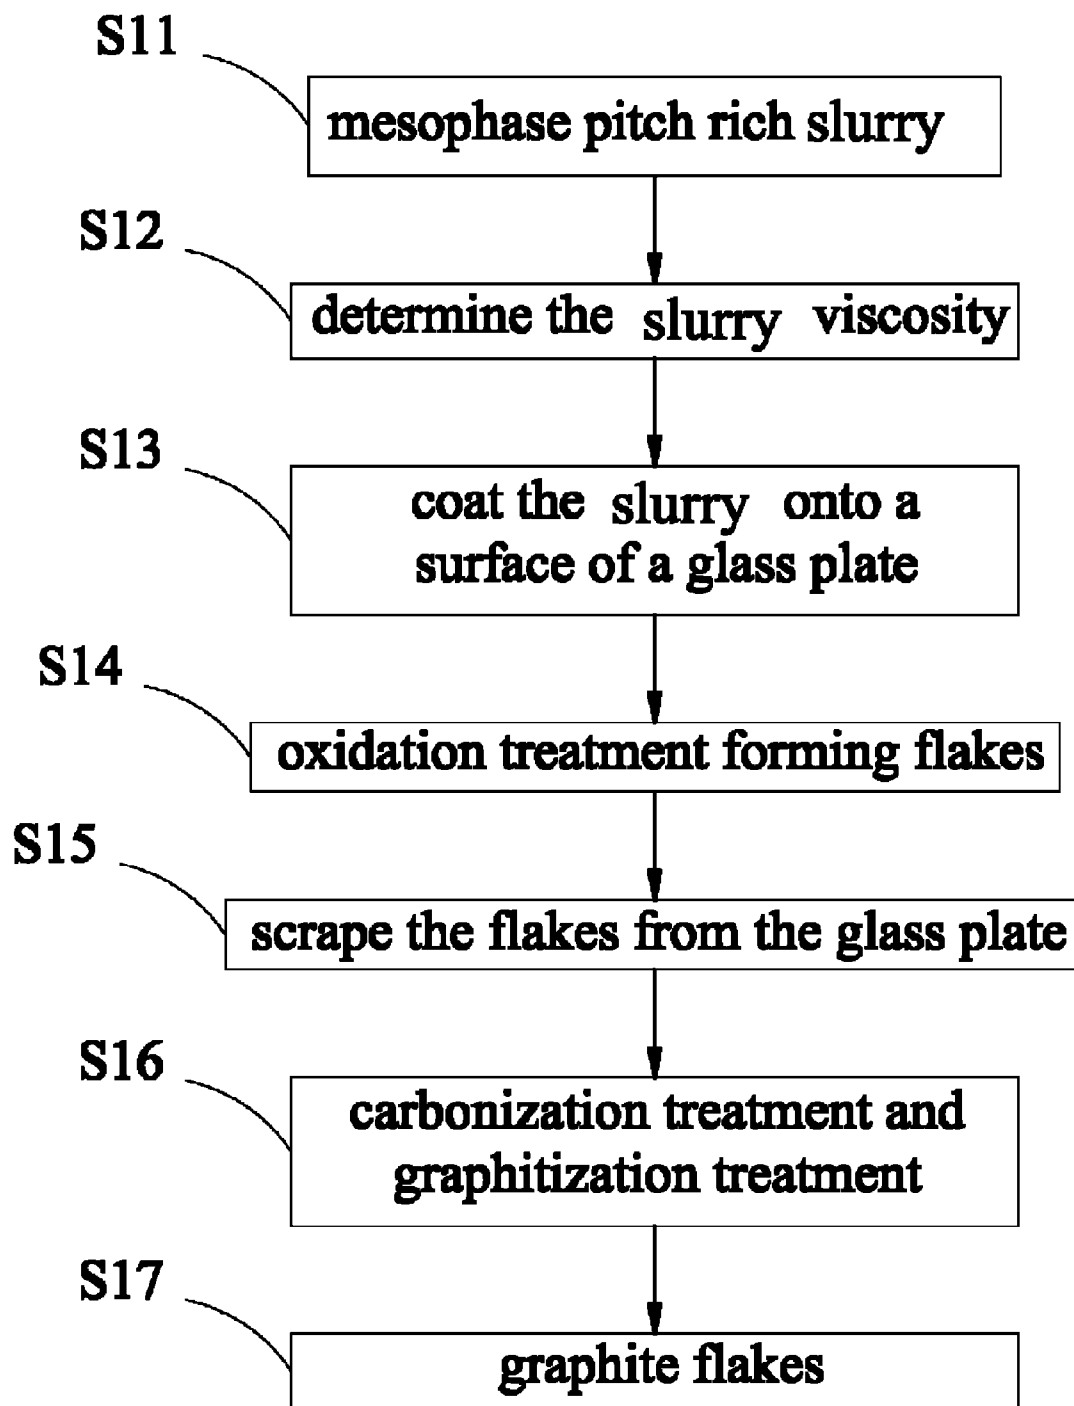 S11
mesophase pitch rich slurry
S12
determine the slurry viscosity
S13
coat the slurry onto a
surface of a glass plate
S14
oxidation treatment forming flakes
S15
scrape the flakes from the glass plate
S16
carbonization treatment and
graphitization treatment
S17
graphite flakes